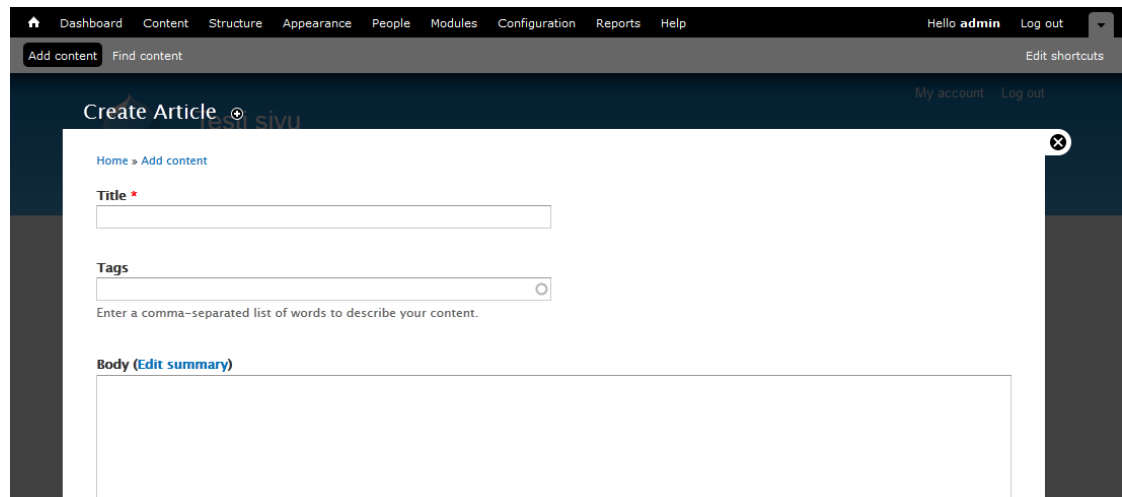 Dashboard Content Structure Appearance People Modules Configuration Reports Help Hello admin Log out
Add content Find content Edit shortcuts
My account Log out
Create Article
Testi sivu
Home » Add content
Title *
Tags
Enter a comma-separated list of words to describe your content.
Body (Edit summary)